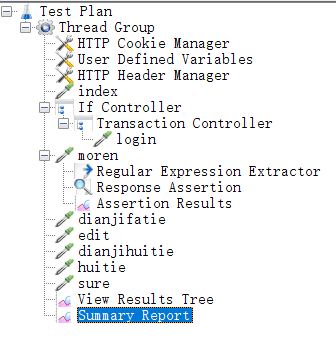 Test Plan
Thread Group
HTTP Cookie Manager
User Defined Variables
HTTP Header Manager
index
If Controller
Transaction Controller
login
moren
Regular Expression Extractor
Response Assertion
Assertion Results
dianjifatie
edit
dianjihuitie
huitie
sure
View Results Tree
Summary Report